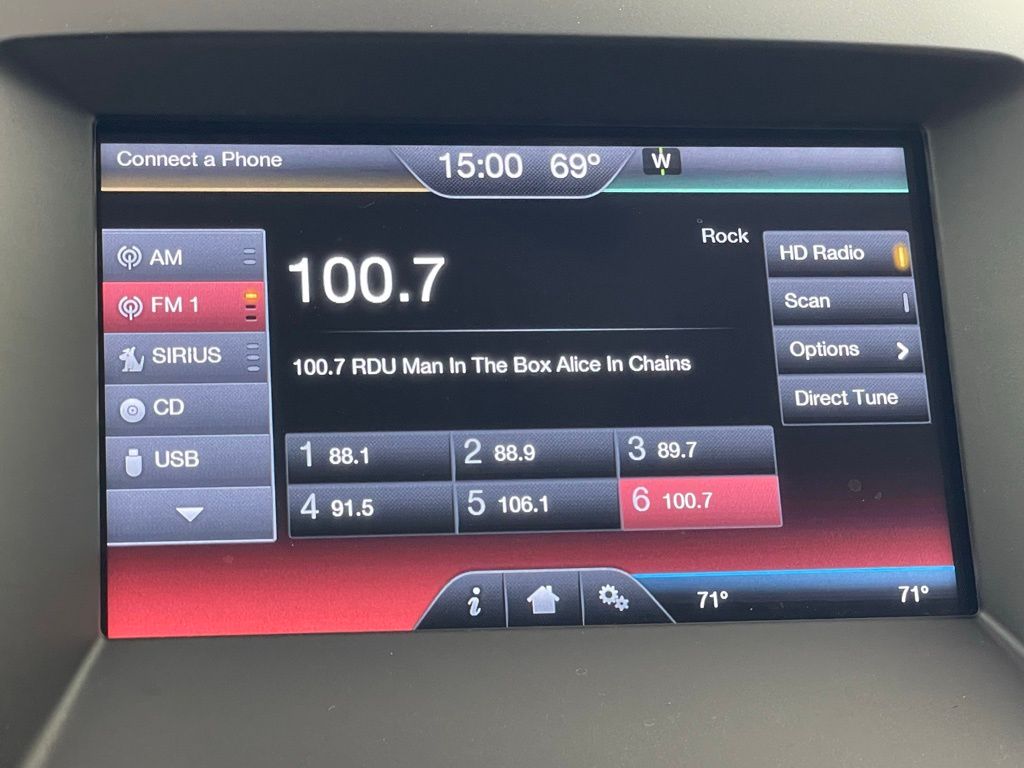 Connect a Phone
15:00 69°
W
AM
FM 1
SIRIUS
CD
USB
Rock
100.7
100.7 RDU Man In The Box Alice In Chains
1 88.1
2 88.9
3 89.7
4 91.5
5 106.1
6 100.7
HD Radio
Scan
Options
Direct Tune
i
71°
71°